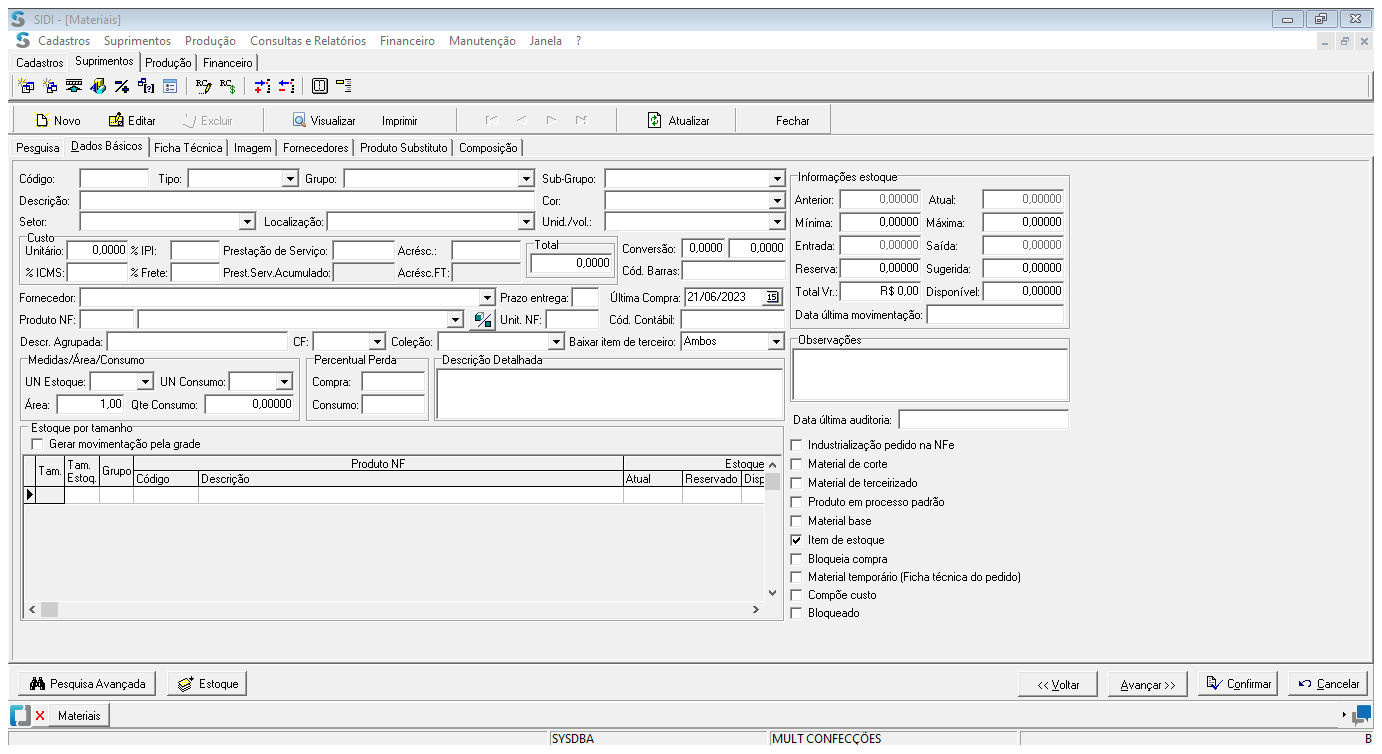 SIDI - [Materiais]
Cadastros Suprimentos Produção Consultas e Relatórios Financeiro Manutenção Janela ?
Cadastros Suprimentos Produção Financeiro
Novo Editar Excluir Visualizar Imprimir Atualizar Fechar
Pesquisa Dados Básicos Ficha Técnica Imagem Fornecedores Produto Substituto Composição
Código: Tipo: Grupo: Sub-Grupo:
Descrição: Cor:
Setor: Localização: Unid./vol.:
Custo
Unitário: 0,0000 % IPI: Prestação de Serviço: Acrésc.: Total 0,0000 Conversão: 0,0000 0,0000
% ICMS: % Frete: Prest.Serv.Acumulado: Acrésc.FT: Cód. Barras:
Fornecedor: Prazo entrega: Última Compra: 21/06/2023 15
Produto NF: Unit. NF: Cód. Contábil:
Descr. Agrupada: CF: Coleção: Baixar item de terceiro: Ambos
Medidas/Área/Consumo
UN Estoque: UN Consumo:
Área: 1,00 Qte Consumo: 0,00000
Percentual Perda
Compra:
Consumo:
Descrição Detalhada
Estoque por tamanho
Gerar movimentação pela grade
Tam. Tam. Estoq. Grupo Produto NF Estoque
Código Descrição Atual Reservado Disp
Informações estoque
Anterior: 0,00000 Atual: 0,00000
Mínima: 0,00000 Máxima: 0,00000
Entrada: 0,00000 Saída: 0,00000
Reserva: 0,00000 Sugerida: 0,00000
Total Vr.: R$ 0,00 Disponível: 0,00000
Data última movimentação:
Observações
Data última auditoria:
Industrialização pedido na NFe
Material de corte
Material de terceirizado
Produto em processo padrão
Material base
Item de estoque
Bloqueia compra
Material temporário (Ficha técnica do pedido)
Compõe custo
Bloqueado
Pesquisa Avançada Estoque << Voltar Avançar >> Confirmar Cancelar
Materiais
SYSDBA MULT CONFECÇÕES B